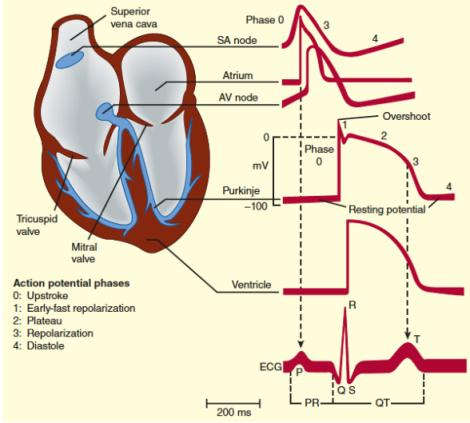 Superior
vena cava
Phase 0
3
4
SA node
Atrium
AV node
Overshoot
1
0
2
Phase
0
mV
3
4
Purkinje
–100
Resting potential
Tricuspid
valve
Mitral
valve
Action potential phases
0: Upstroke
1: Early-fast repolarization
2: Plateau
3: Repolarization
4: Diastole
Ventricle
R
T
ECG
P
Q S
PR
QT
200 ms